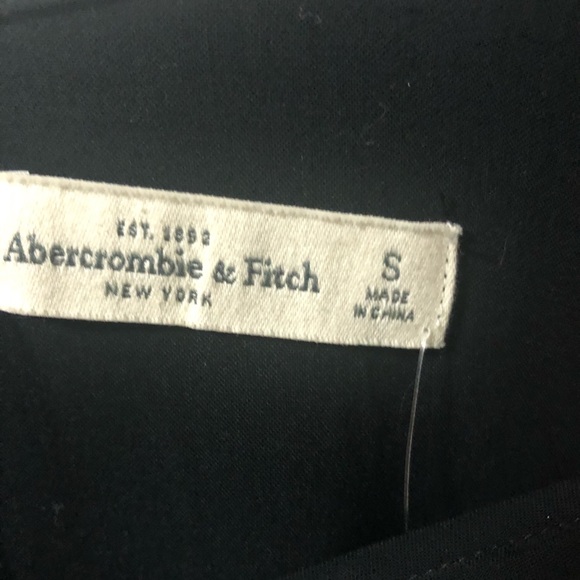 EST. 1892
Abercrombie & Fitch
NEW YORK
S
MADE
IN CHINA